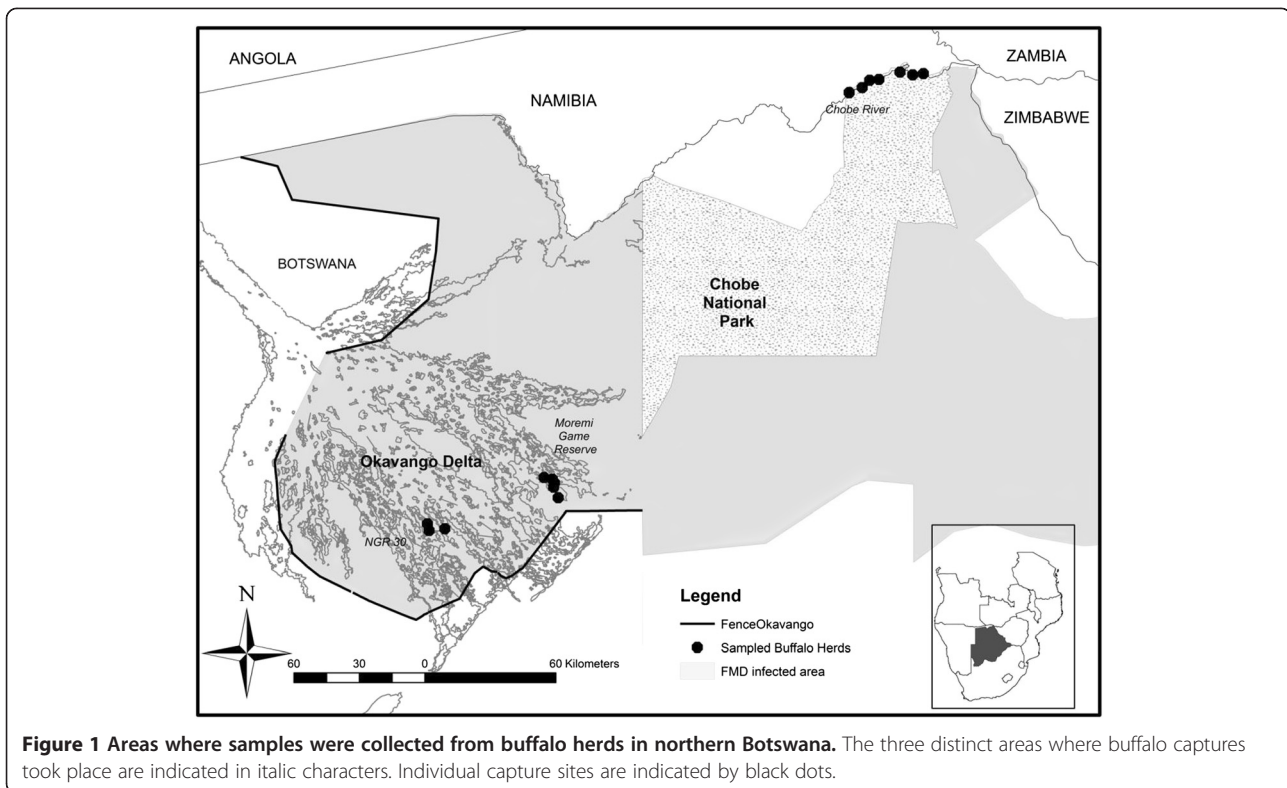 ANGOLA
ZAMBIA
NAMIBIA
ZIMBABWE
Chobe River
BOTSWANA
Chobe
National
Park
Moremi
Game
Reserve
Okavango Delta
NGR 30
N
60 30 0 60 Kilometers
Legend
FenceOkavango
Sampled Buffalo Herds
FMD infected area
Figure 1 Areas where samples were collected from buffalo herds in northern Botswana. The three distinct areas where buffalo captures
took place are indicated in italic characters. Individual capture sites are indicated by black dots.